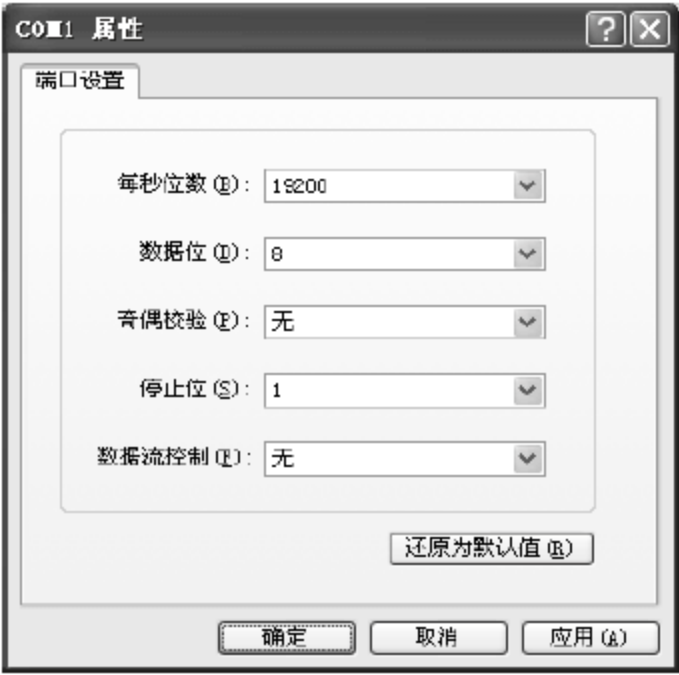 COM1 属性
端口设置
每秒位数(B): 19200
数据位(D): 8
奇偶校验(P): 无
停止位(S): 1
数据流控制(F): 无
还原为默认值(R)
确定 取消 应用(A)